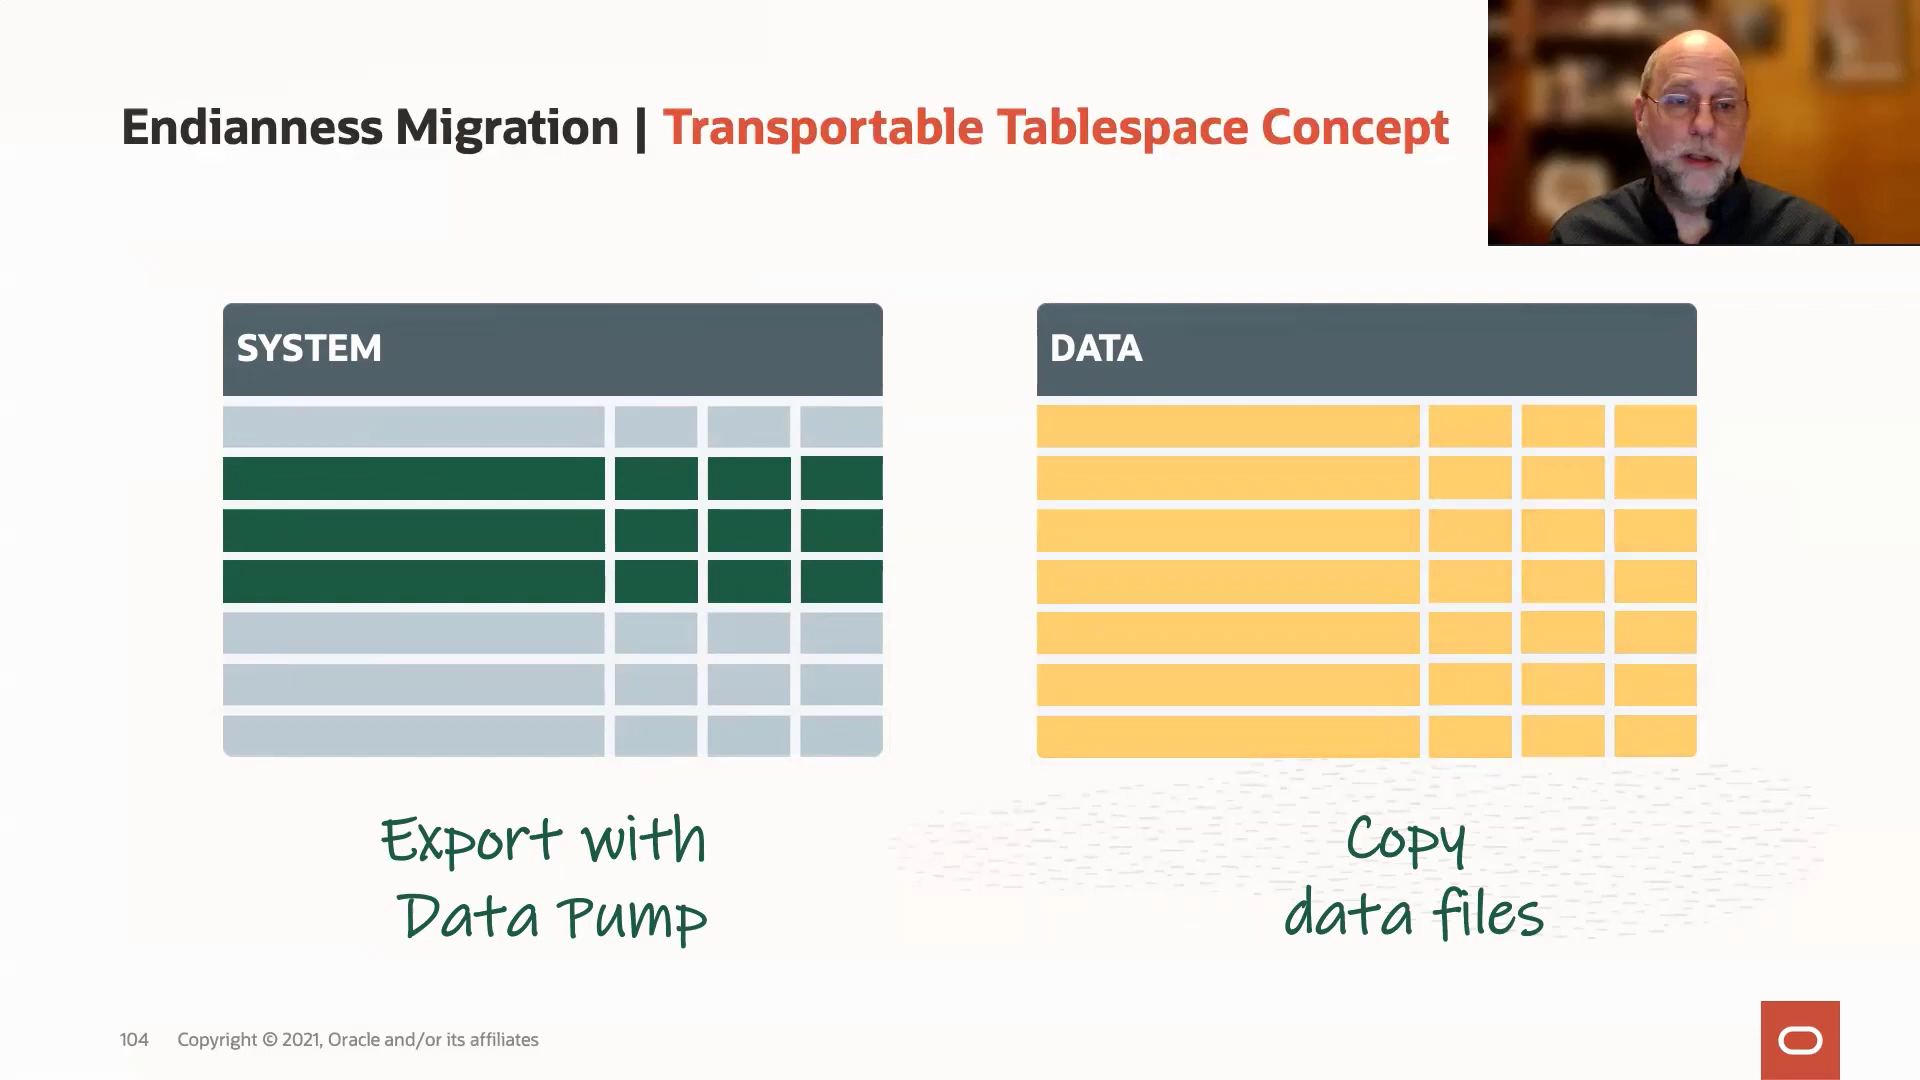 Endianness Migration | Transportable Tablespace Concept
SYSTEM
DATA
Export with
Data Pump
Copy
data files
104 Copyright © 2021, Oracle and/or its affiliates